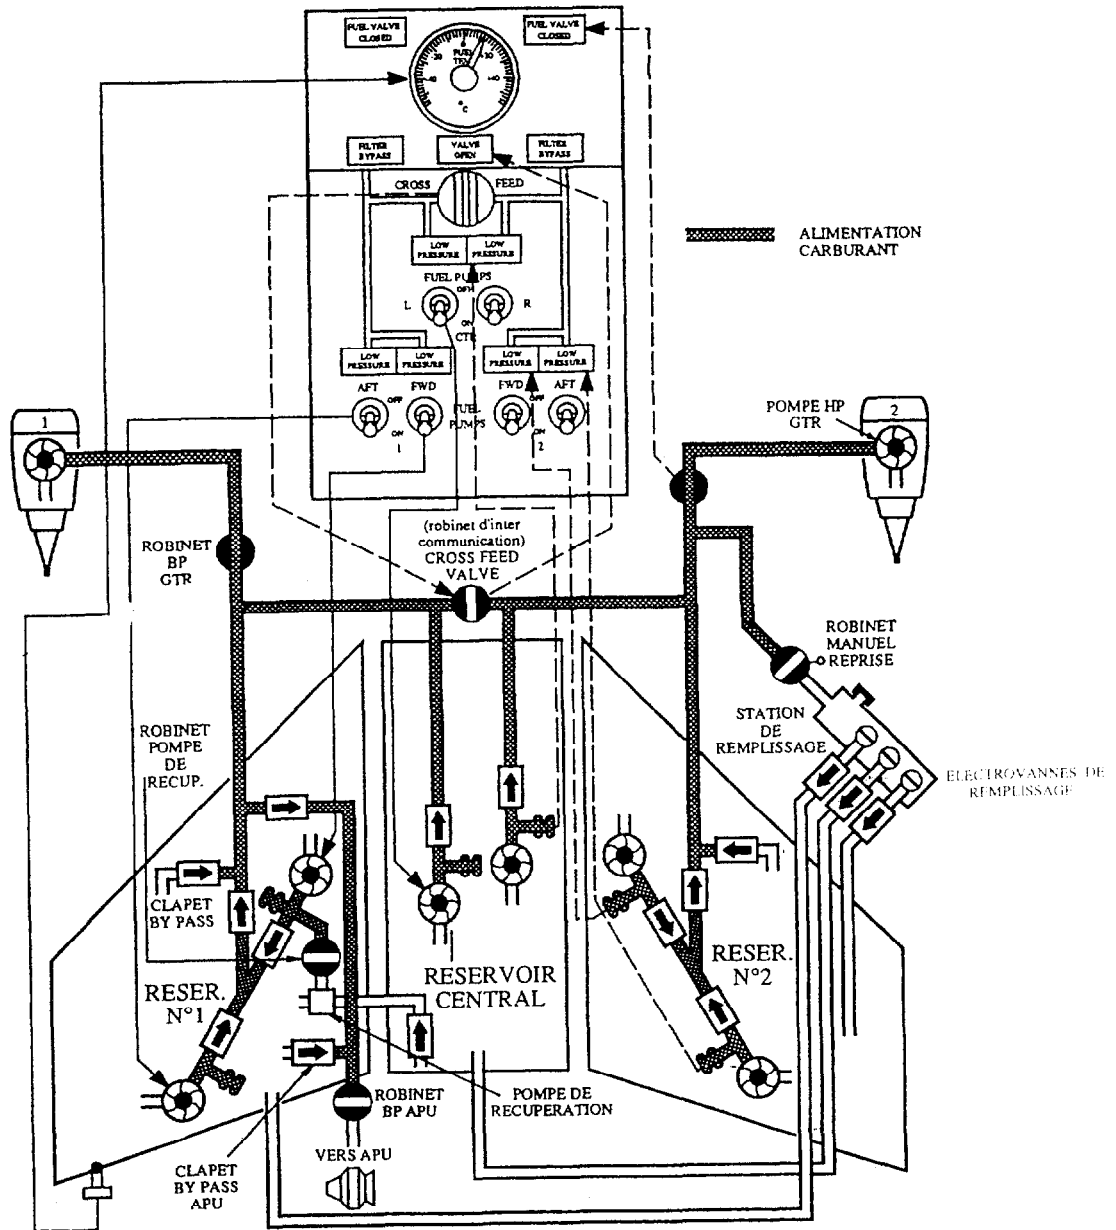 FUEL VALVE
CLOSED
FUEL VALVE
CLOSED
FUEL
°C
FILTER
BYPASS
VALVE
OPEN
FILTER
BYPASS
CROSS
FEED
ALIMENTATION
CARBURANT
LOW
PRESSURE
LOW
PRESSURE
FUEL PUMPS
OFF
L
R
ON
CTR
LOW
PRESSURE
LOW
PRESSURE
LOW
PRESSURE
LOW
PRESSURE
AFT
OFF
FWD
FWD
OFF
AFT
FUEL
PUMPS
ON
1
ON
2
1
2
POMPE HP
GTR
(robinet d'inter
communication)
CROSS FEED
VALVE
ROBINET
BP
GTR
ROBINET
MANUEL
REPRISE
STATION
DE
REMPLISSAGE
ROBINET
POMPE
DE
RECUP.
ELECTROVANNES DE
REMPLISSAGE
CLAPET
BY PASS
RESER.
N°1
RESERVOIR
CENTRAL
RESER.
N°2
ROBINET
BP APU
POMPE DE
RECUPERATION
VERS APU
CLAPET
BY PASS
APU